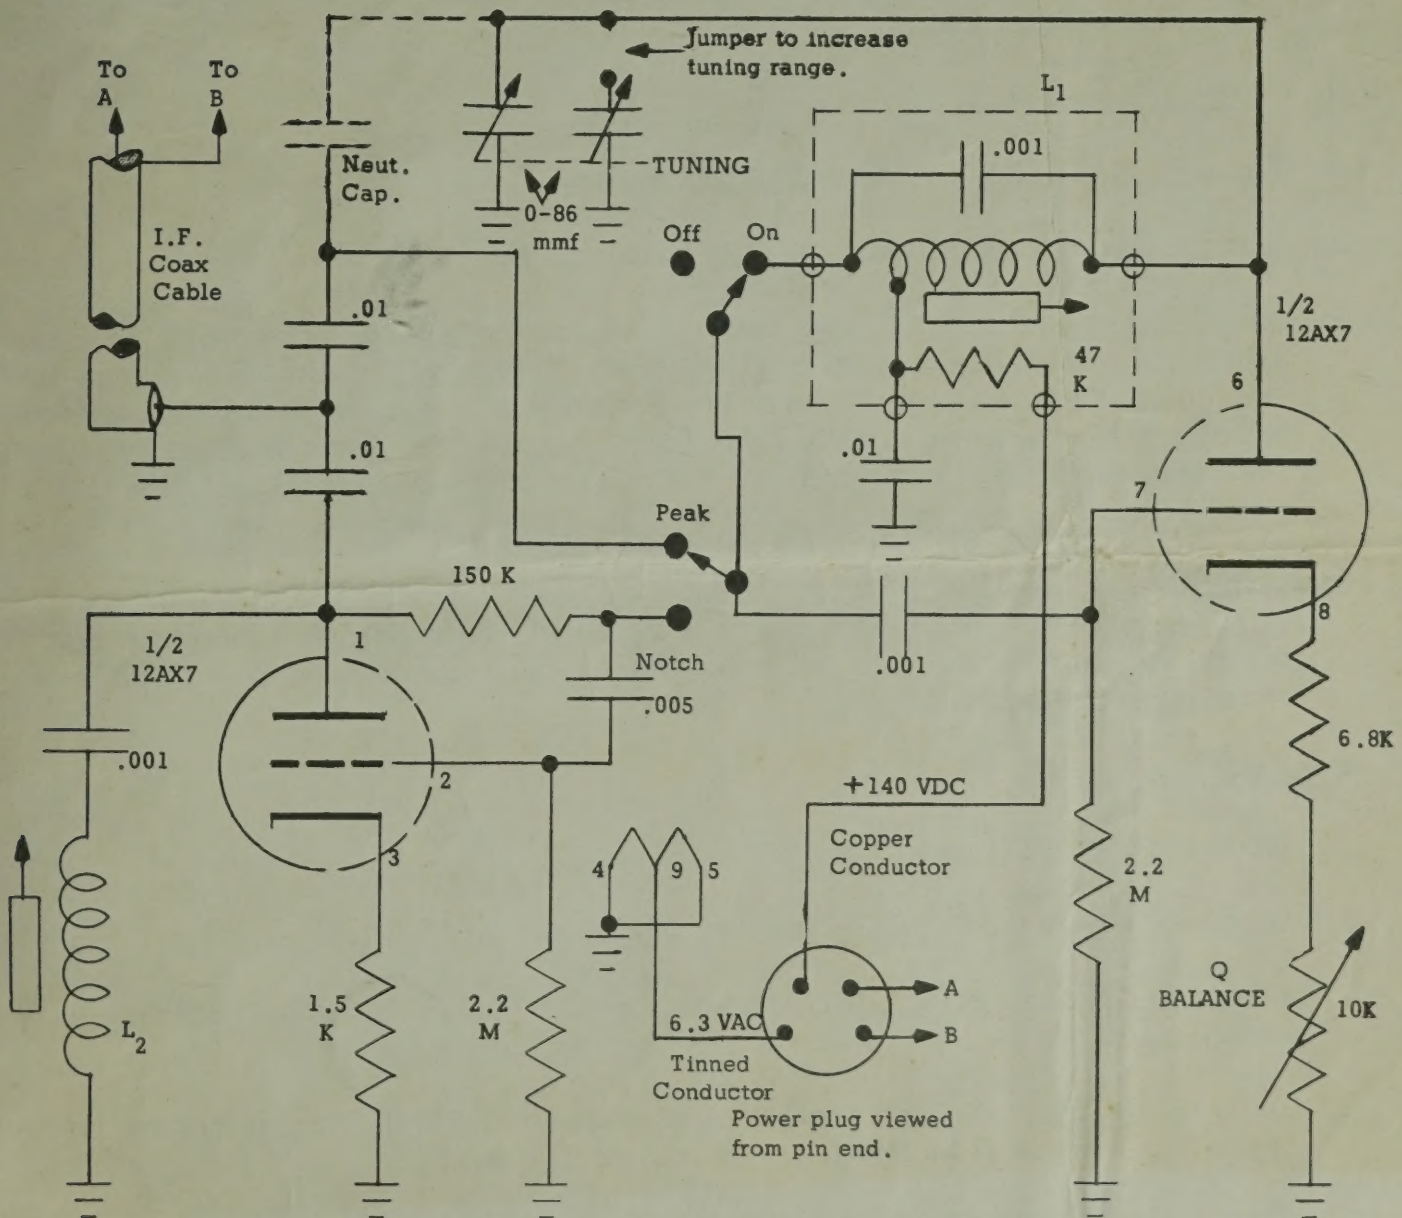 Jumper to increase
tuning range.
To
A
To
B
L1
.001
Neut.
Cap.
TUNING
0-86
mmf
Off
On
I.F.
Coax
Cable
.01
1/2
12AX7
47
K
6
.01
.01
7
Peak
150 K
8
1/2
12AX7
1
Notch
.001
.005
.001
2
6.8K
+140 VDC
Copper
Conductor
3
4
9
5
2.2
M
Q
BALANCE
10K
1.5
K
2.2
M
A
L2
6.3 VAC
B
Tinned
Conductor
Power plug viewed
from pin end.